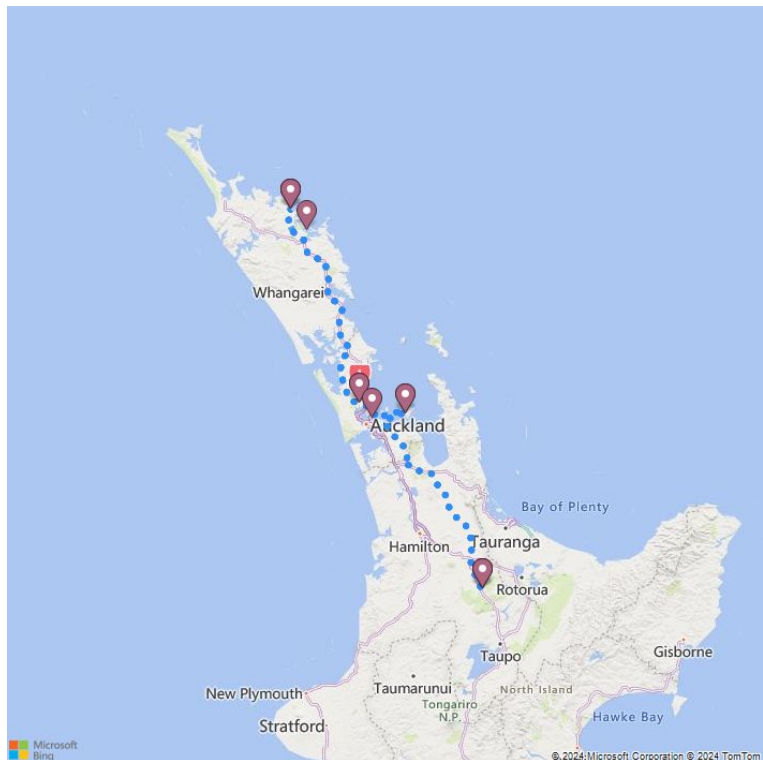 Whangarei
Auckland
Bay of Plenty
Hamilton
Tauranga
Rotorua
Taupo
Gisborne
New Plymouth
Taumarunui
North Island
Tongariro
N.P.
Hawke Bay
Stratford
Microsoft
Bing
© 2024 Microsoft Corporation © 2024 TomTom